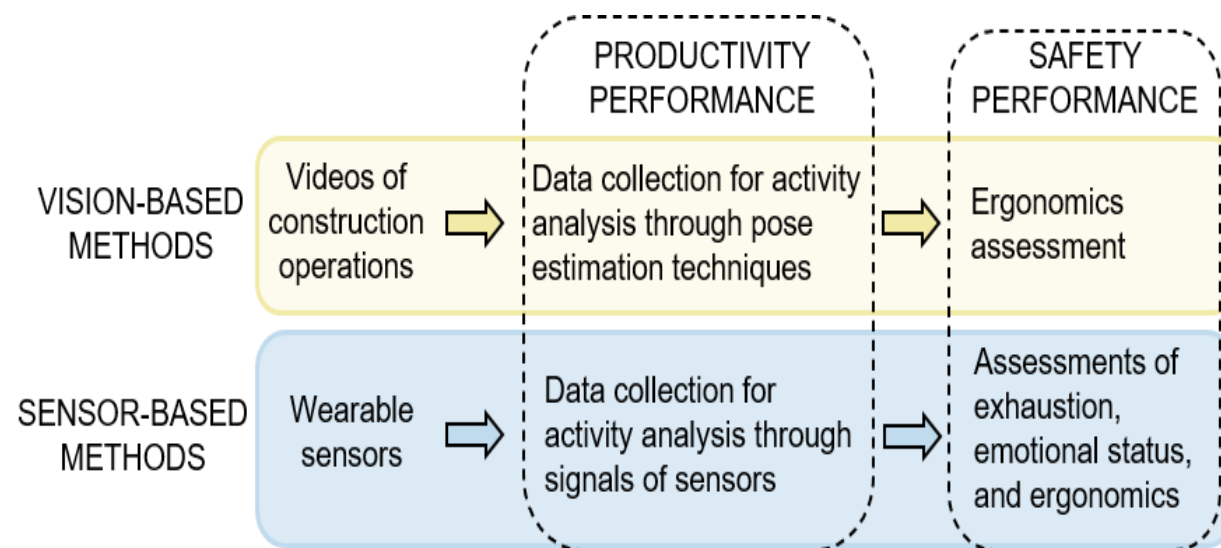 PRODUCTIVITY
PERFORMANCE
SAFETY
PERFORMANCE
VISION-BASED
METHODS
Videos of
construction
operations
Data collection for activity
analysis through pose
estimation techniques
Ergonomics
assessment
SENSOR-BASED
METHODS
Wearable
sensors
Data collection for
activity analysis through
signals of sensors
Assessments of
exhaustion,
emotional status,
and ergonomics